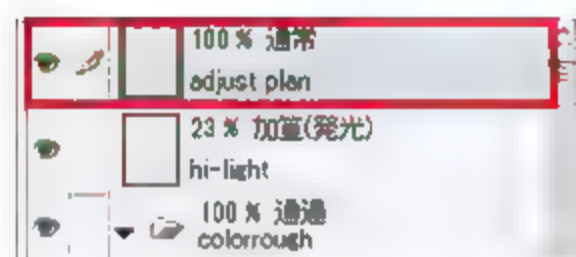 100 % 通常
adjust plan
23 % 加算(発光)
hi-light
100 % 通過
colorrough